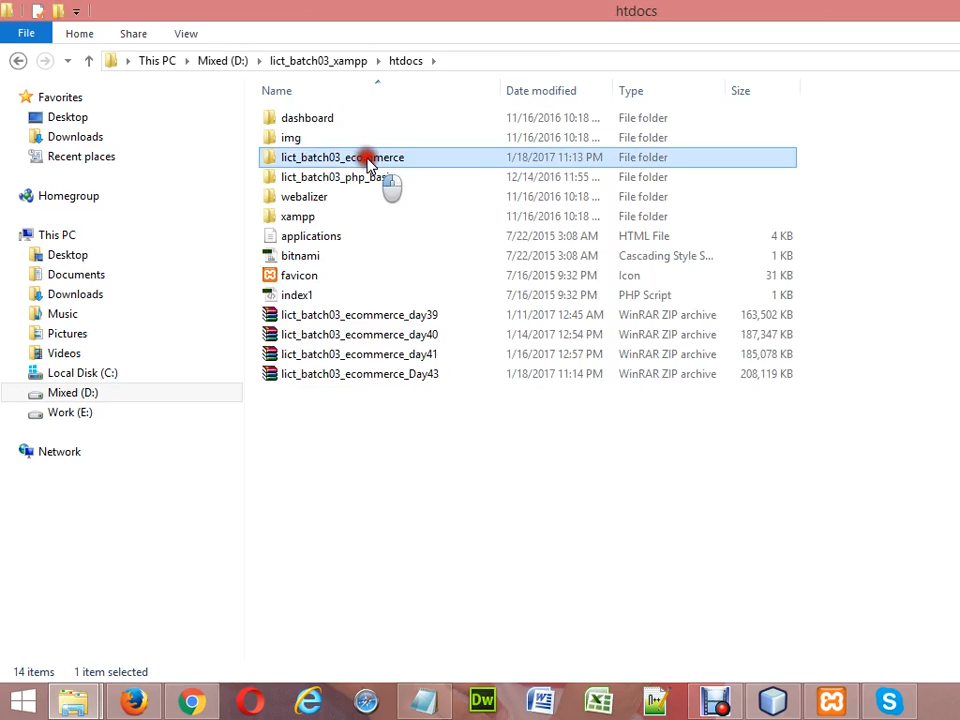 htdocs
File Home Share View
This PC Mixed (D:) lict_batch03_xampp htdocs
Name Date modified Type Size
Favorites
Desktop
Downloads
Recent places
Homegroup
This PC
Desktop
Documents
Downloads
Music
Pictures
Videos
Local Disk (C:)
Mixed (D:)
Work (E:)
Network
dashboard 11/16/2016 10:18 ... File folder
img 11/16/2016 10:18 ... File folder
lict_batch03_ecommerce 1/18/2017 11:13 PM File folder
lict_batch03_php_basi 12/14/2016 11:55 ... File folder
webalizer 11/16/2016 10:18 ... File folder
xampp 11/16/2016 10:18 ... File folder
applications 7/22/2015 3:08 AM HTML File 4 KB
bitnami 7/22/2015 3:08 AM Cascading Style S... 1 KB
favicon 7/16/2015 9:32 PM Icon 31 KB
index1 7/16/2015 9:32 PM PHP Script 1 KB
lict_batch03_ecommerce_day39 1/11/2017 12:45 AM WinRAR ZIP archive 163,502 KB
lict_batch03_ecommerce_day40 1/14/2017 12:54 PM WinRAR ZIP archive 187,347 KB
lict_batch03_ecommerce_day41 1/16/2017 12:57 PM WinRAR ZIP archive 185,078 KB
lict_batch03_ecommerce_Day43 1/18/2017 11:14 PM WinRAR ZIP archive 208,119 KB
14 items 1 item selected
Dw